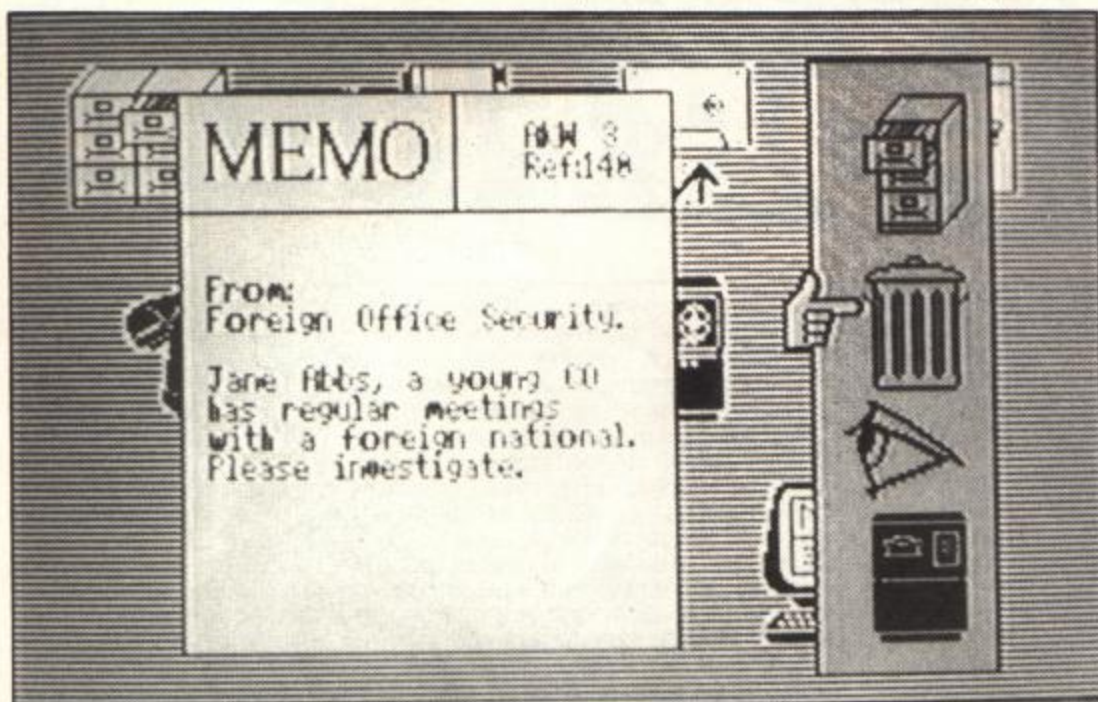 MEMO
3
Ref:148
From:
Foreign Office Security.
Jane Abbs, a young CO
has regular meetings
with a foreign national.
Please investigate.